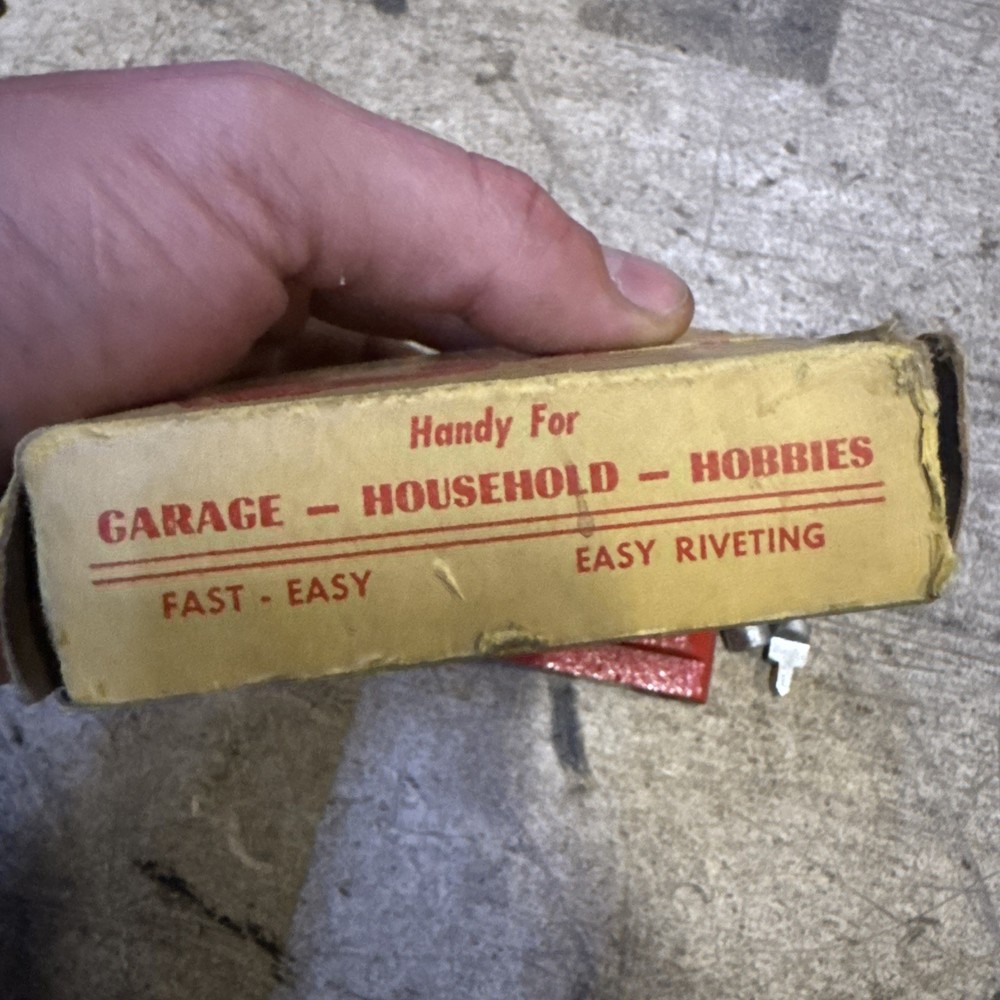 Handy For
GARAGE — HOUSEHOLD — HOBBIES
FAST - EASY EASY RIVETING